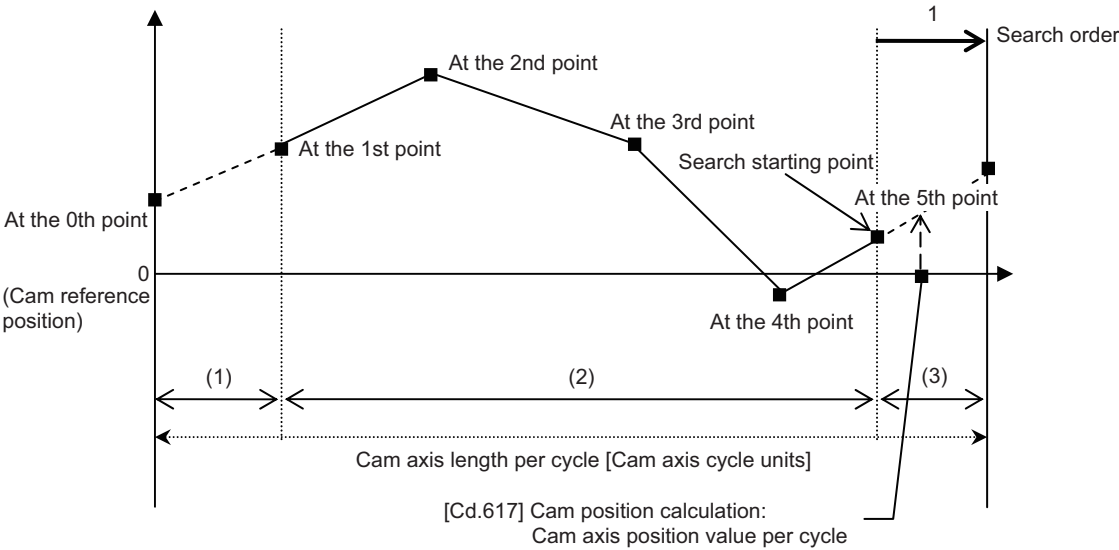 1
Search order
At the 2nd point
At the 3rd point
At the 1st point
Search starting point
At the 5th point
At the 0th point
0
(Cam reference
position)
At the 4th point
(1)
(2)
(3)
Cam axis length per cycle [Cam axis cycle units]
[Cd.617] Cam position calculation:
Cam axis position value per cycle